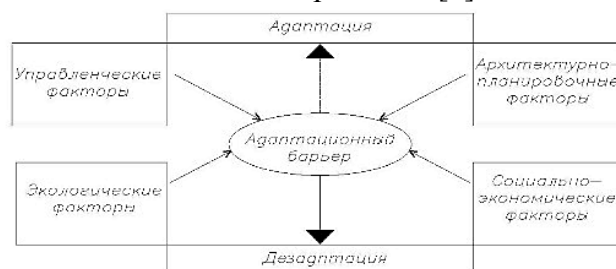 Адаптация
Управленческие
факторы
Архитектурно-
планировочные
факторы
Адаптационный
барьер
Экологические
факторы
Социально-
экономические
факторы
Дезадптация